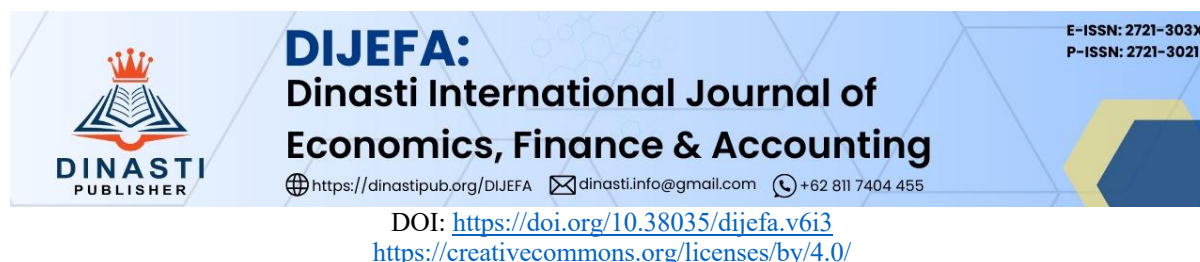 E-ISSN: 2721-303X
P-ISSN: 2721-3021
DIJEFA:
Dinasti International Journal of
Economics, Finance & Accounting
DINASTI
PUBLISHER
https://dinastipub.org/DIJEFA dinasti.info@gmail.com +62 811 7404 455
DOI: https://doi.org/10.38035/dijefa.v6i3
https://creativecommons.org/licenses/by/4.0/